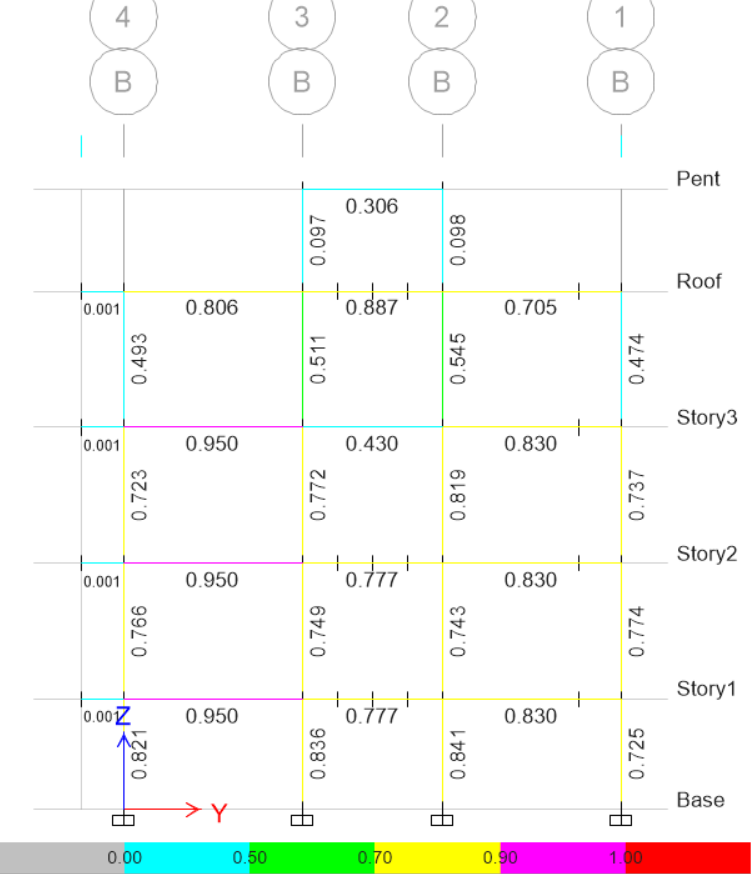 4 3 2 1
B B B B
Pent
0.306
0.097 0.098
Roof
0.001 0.806 0.887 0.705
0.493 0.511 0.545 0.474
Story3
0.001 0.950 0.430 0.830
0.723 0.772 0.819 0.737
Story2
0.001 0.950 0.777 0.830
0.766 0.749 0.743 0.774
Story1
0.001 Z 0.950 0.777 0.830
0.821 0.836 0.841 0.725
Base
Y
0.00 0.50 0.70 0.90 1.00